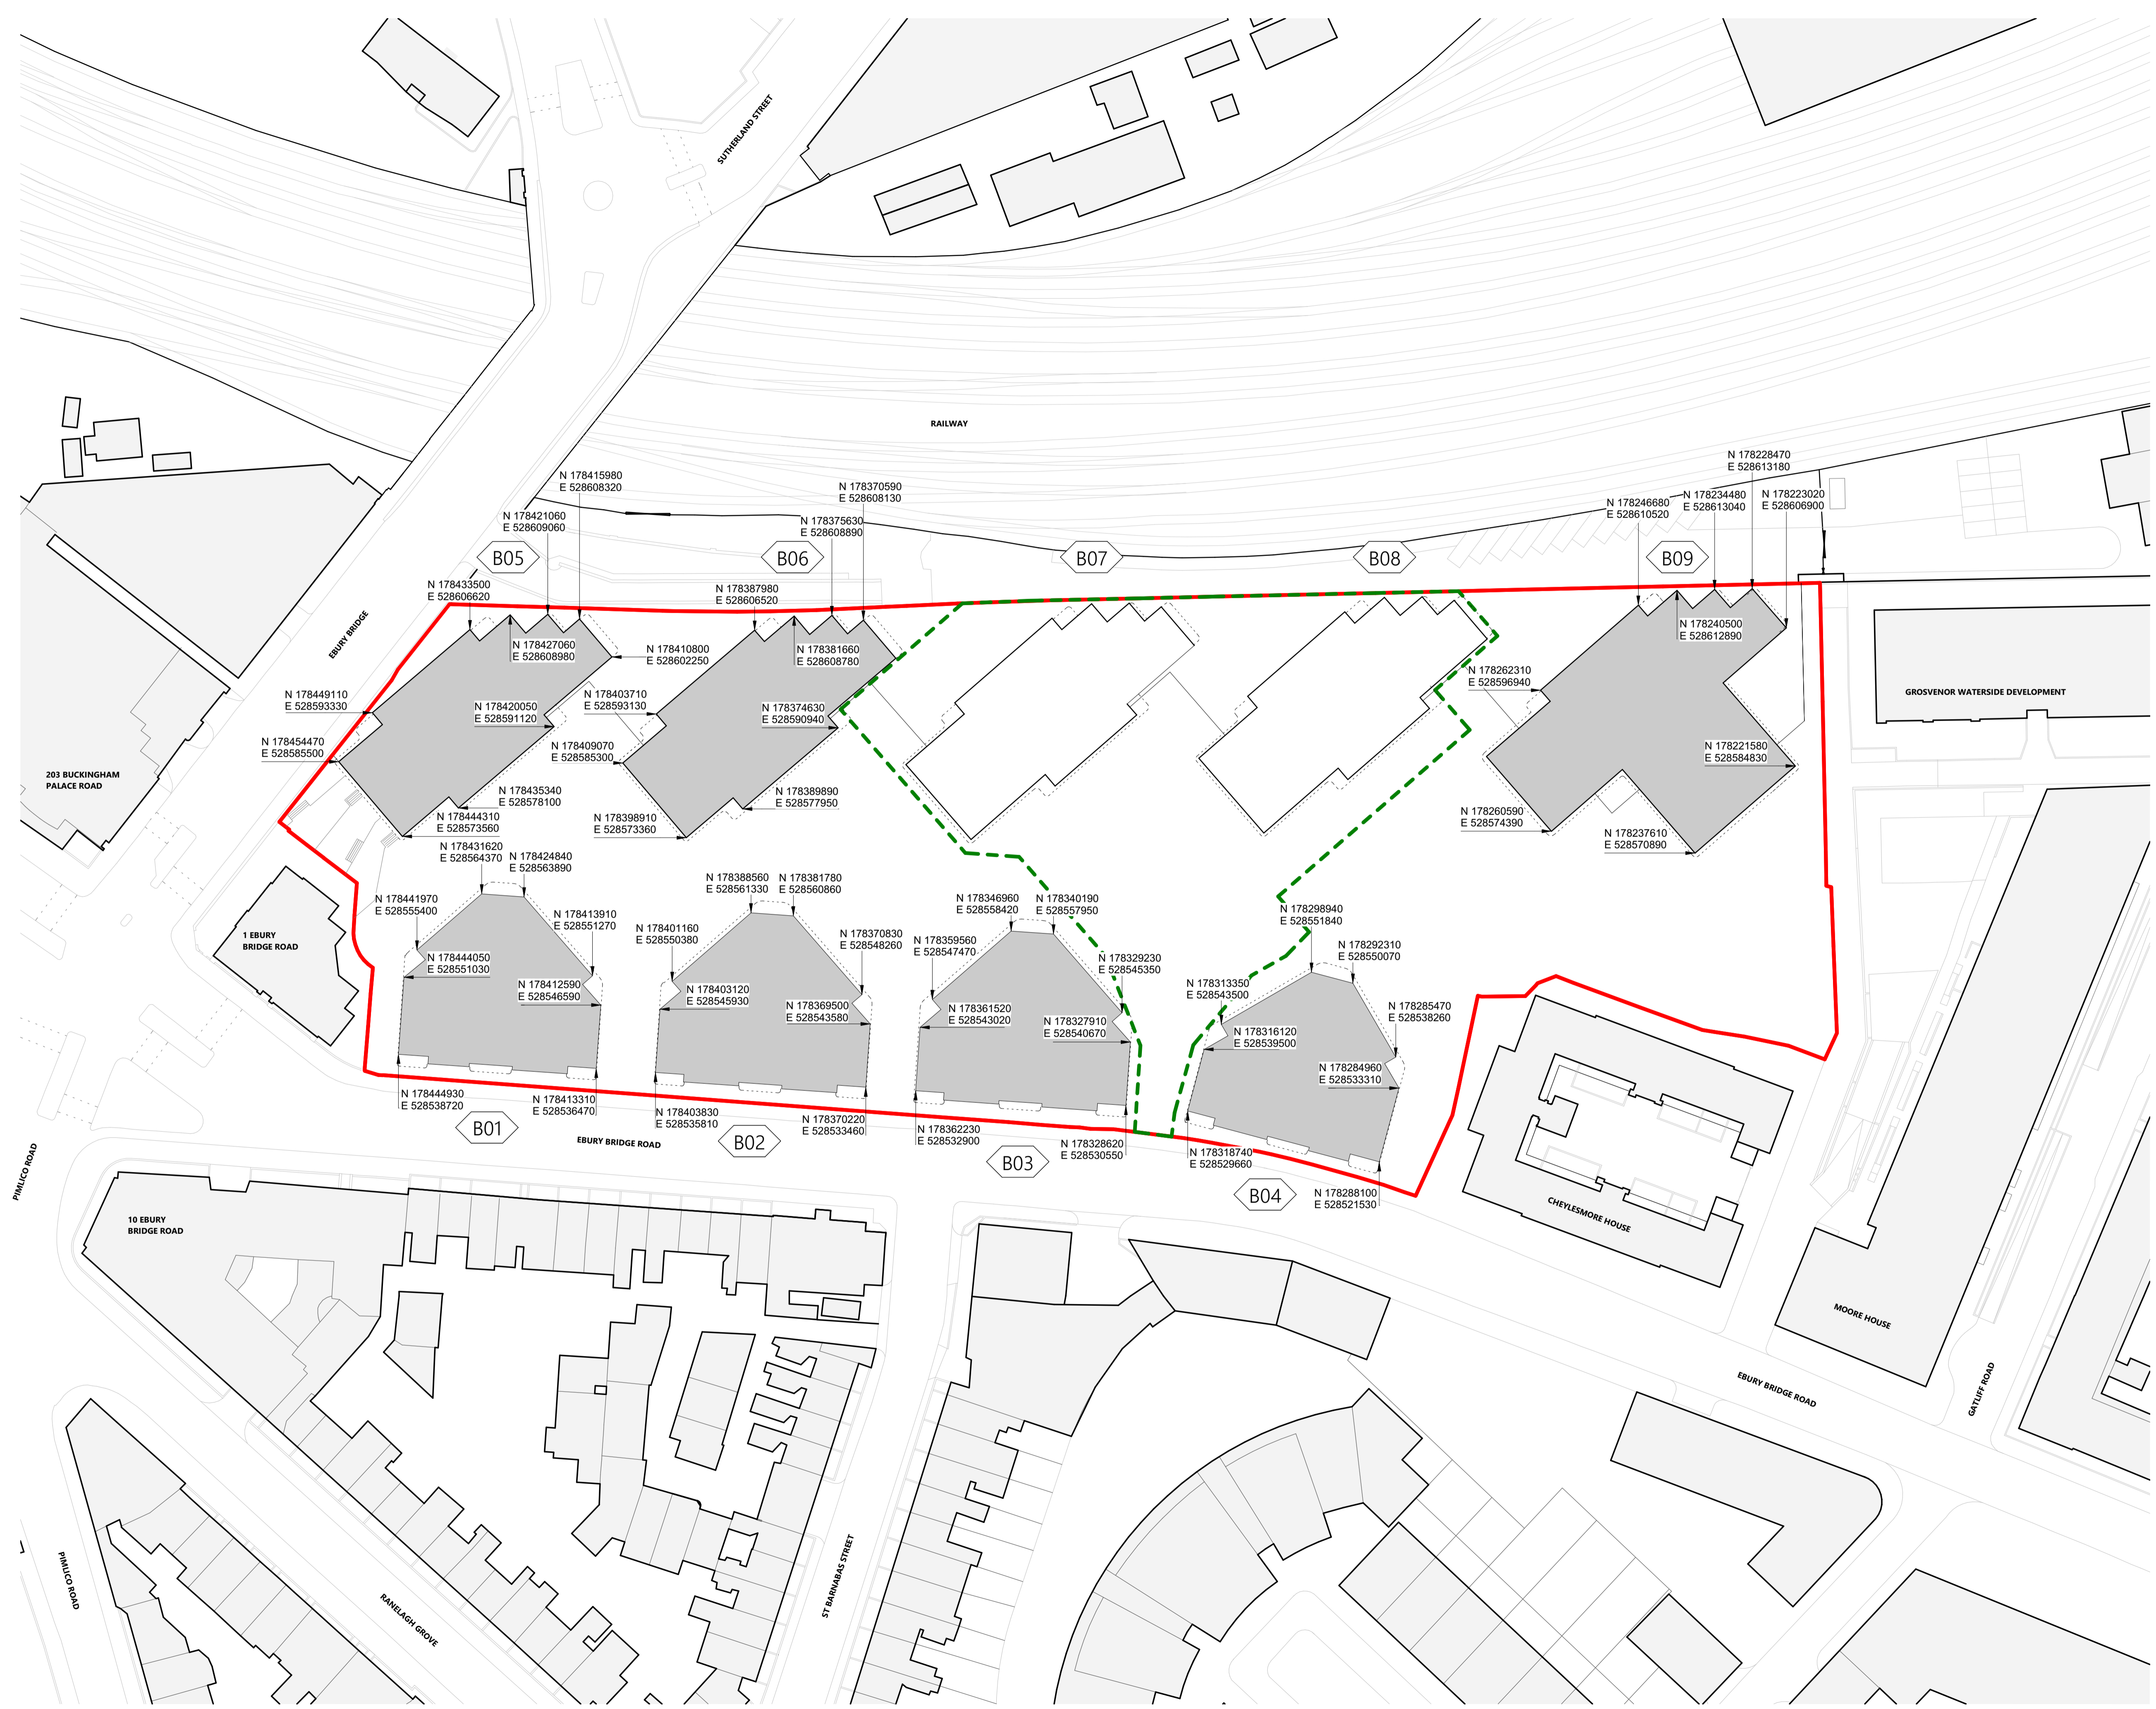 SUTHERLAND STREET
RAILWAY
EBURY BRIDGE
N 178415980
E 528608320
N 178421060
E 528609060
N 178370590
E 528608130
N 178375630
E 528608890
N 178228470
E 528613180
N 178246680
E 528610520
N 178234480
E 528613040
N 178223020
E 528606900
B05
B06
B07
B08
B09
N 178433500
E 528606620
N 178387980
E 528606520
N 178427060
E 528608980
N 178410800
E 528602250
N 178381660
E 528608780
N 178240500
E 528612890
N 178449110
E 528593330
N 178420050
E 528591120
N 178403710
E 528593130
N 178374630
E 528590940
N 178262310
E 528596940
GROSVENOR WATERSIDE DEVELOPMENT
N 178454470
E 528585500
N 178409070
E 528585300
N 178221580
E 528584830
203 BUCKINGHAM
PALACE ROAD
N 178435340
E 528578100
N 178389890
E 528577950
N 178444310
E 528573560
N 178398910
E 528573360
N 178260590
E 528574390
N 178237610
E 528570890
N 178431620
E 528564370
N 178424840
E 528563890
N 178388560
E 528561330
N 178381780
E 528560860
N 178346960
E 528558420
N 178340190
E 528557950
N 178298940
E 528551840
N 178441970
E 528555400
N 178413910
E 528551270
N 178401160
E 528550380
N 178370830
E 528548260
N 178359560
E 528547470
N 178329230
E 528545350
N 178292310
E 528550070
1 EBURY
BRIDGE ROAD
N 178444050
E 528551030
N 178412590
E 528546590
N 178403120
E 528545930
N 178369500
E 528543580
N 178361520
E 528543020
N 178327910
E 528540670
N 178313350
E 528543500
N 178316120
E 528539500
N 178285470
E 528538260
N 178284960
E 528533310
N 178444930
E 528538720
N 178413310
E 528536470
N 178403830
E 528535810
N 178370220
E 528533460
N 178362230
E 528532900
N 178328620
E 528530550
N 178318740
E 528529660
N 178288100
E 528521530
B01
B02
B03
B04
EBURY BRIDGE ROAD
PIMLICO ROAD
10 EBURY
BRIDGE ROAD
CHEYLESMORE HOUSE
MOORE HOUSE
EBURY BRIDGE ROAD
GATLIFF ROAD
PIMLICO ROAD
RANELAGH GROVE
ST BARNABAS STREET